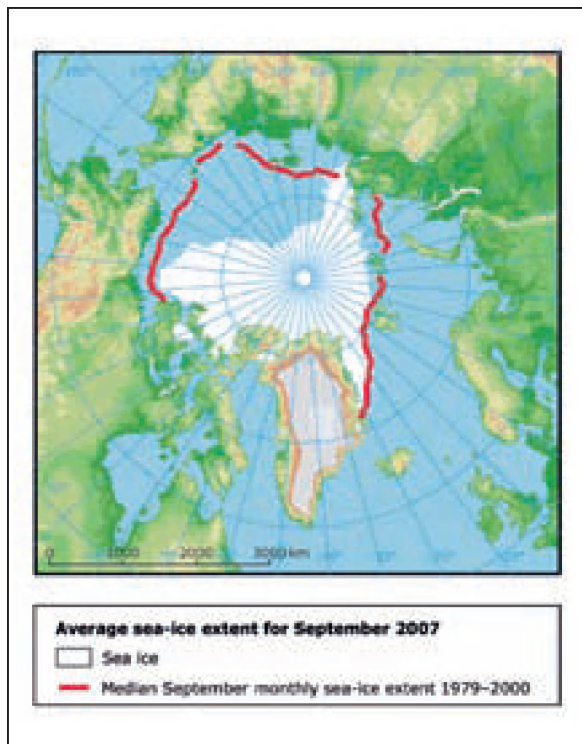 0 1000 2000 3000 km
Average sea-ice extent for September 2007
Sea ice
Median September monthly sea-ice extent 1979–2000